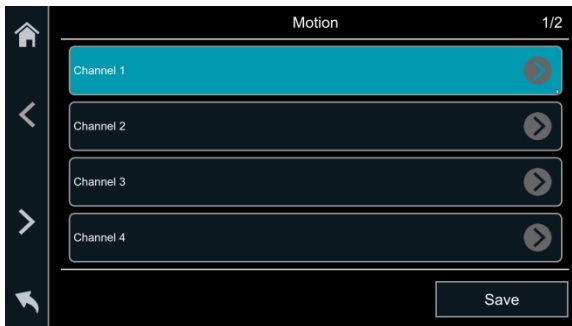 Motion 1/2
Channel 1
Channel 2
Channel 3
Channel 4
Save